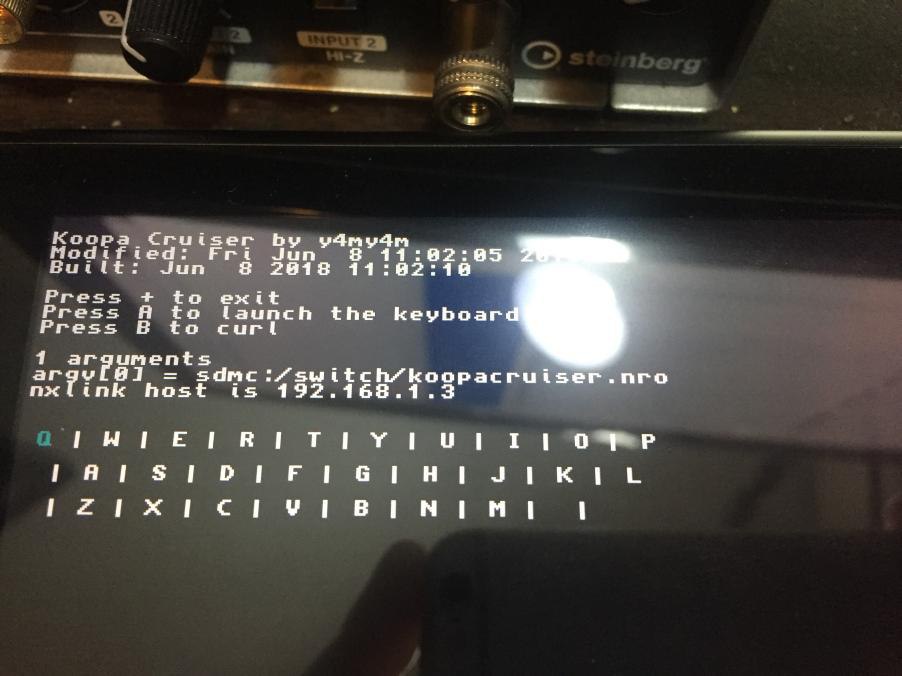 2
2
INPUT 2
HI-Z
steinberg
Koopa Cruiser by y4my4m
Modified: Fri Jun 8 11:02:05
Built: Jun 8 2018 11:02:10
Press + to exit
Press A to launch the keyboard
Press B to curl
1 arguments
argv[0] = sdmc:/switch/koopacruiser.nro
nxlink host is 192.168.1.3
Q | W | E | R | T | Y | U | I | O | P
| A | S | D | F | G | H | J | K | L
| Z | X | C | V | B | N | M | |